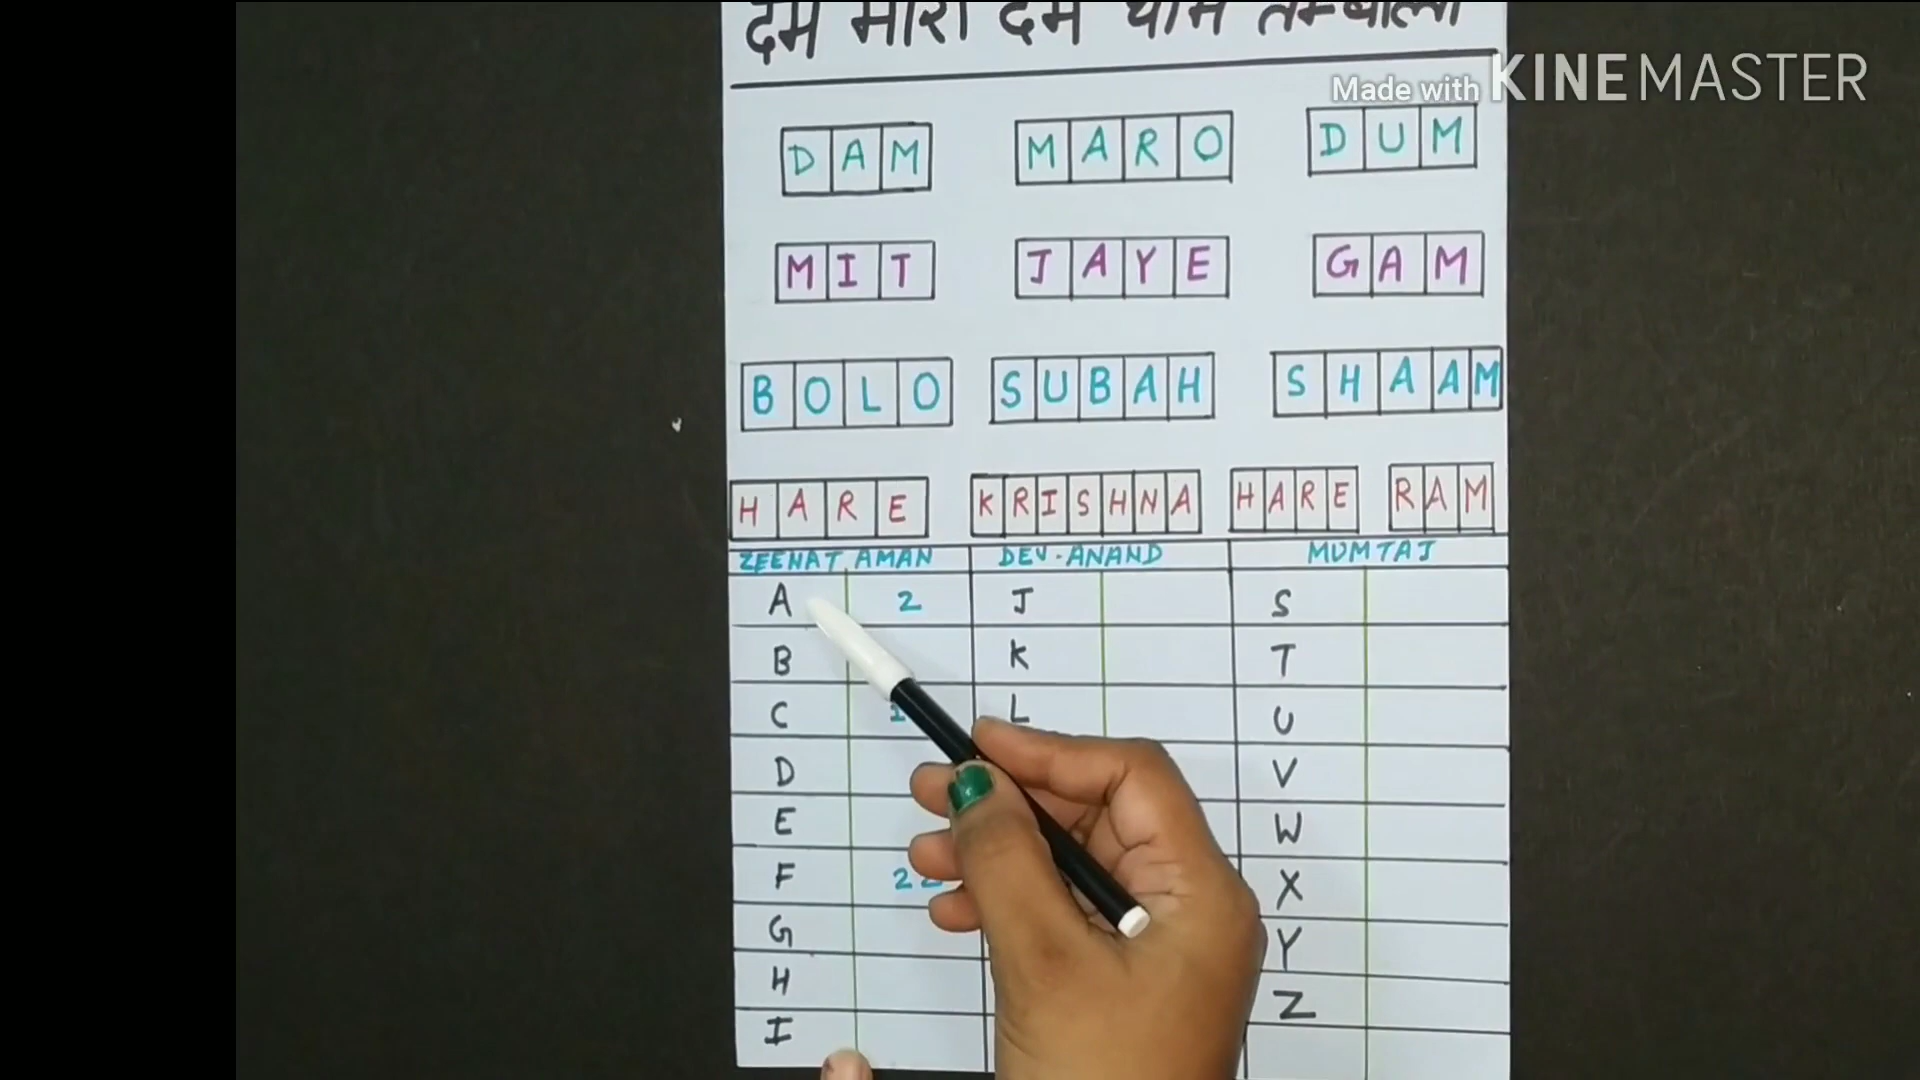 दम मारो दम थीम तम्बोला
Made with KINEMASTER
DAM MARO DUM
MIT JAYE GAM
BOLO SUBAH SHAAM
HARE KRISHNA HARE RAM
ZEENAT AMAN DEV-ANAND MUMTAJ
A 2 J S
B K T
C L U
D V
E W
F X
G Y
H Z
I